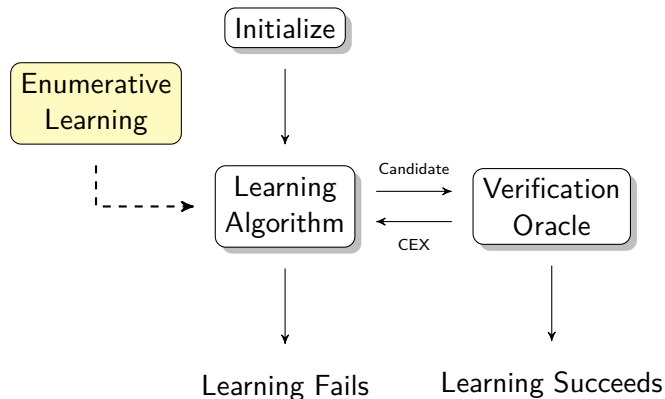 Initialize
Enumerative
Learning
Learning
Algorithm
Candidate
CEX
Verification
Oracle
Learning Fails
Learning Succeeds